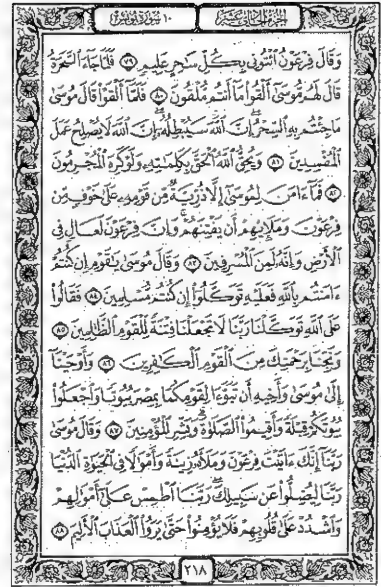 الجزء الحادي عشر ١٠ سورة يونس
وَقَالَ فِرْعَوْنُ ٱئْتُونِى بِكُلِّ سَٰحِرٍ عَلِيمٍ ٧٩ فَلَمَّا جَآءَ ٱلسَّحَرَةُ
قَالَ لَهُم مُّوسَىٰٓ أَلْقُوا۟ مَآ أَنتُم مُّلْقُونَ ٨٠ فَلَمَّآ أَلْقَوْا۟ قَالَ مُوسَىٰ
مَا جِئْتُم بِهِ ٱلسِّحْرُ إِنَّ ٱللَّهَ سَيُبْطِلُهُۥٓ إِنَّ ٱللَّهَ لَا يُصْلِحُ عَمَلَ
ٱلْمُفْسِدِينَ ٨١ وَيُحِقُّ ٱللَّهُ ٱلْحَقَّ بِكَلِمَٰتِهِۦ وَلَوْ كَرِهَ ٱلْمُجْرِمُونَ
٨٢ فَمَآ ءَامَنَ لِمُوسَىٰٓ إِلَّا ذُرِّيَّةٌ مِّن قَوْمِهِۦ عَلَىٰ خَوْفٍ مِّن
فِرْعَوْنَ وَمَلَإِي۟هِمْ أَن يَفْتِنَهُمْ وَإِنَّ فِرْعَوْنَ لَعَالٍ فِى
ٱلْأَرْضِ وَإِنَّهُۥ لَمِنَ ٱلْمُسْرِفِينَ ٨٣ وَقَالَ مُوسَىٰ يَٰقَوْمِ إِن كُنتُمْ
ءَامَنتُم بِٱللَّهِ فَعَلَيْهِ تَوَكَّلُوٓا۟ إِن كُنتُم مُّسْلِمِينَ ٨٤ فَقَالُوا۟
عَلَى ٱللَّهِ تَوَكَّلْنَا رَبَّنَا لَا تَجْعَلْنَا فِتْنَةً لِّلْقَوْمِ ٱلظَّٰلِمِينَ ٨٥
وَنَجِّنَا بِرَحْمَتِكَ مِنَ ٱلْقَوْمِ ٱلْكَٰفِرِينَ ٨٦ وَأَوْحَيْنَآ
إِلَىٰ مُوسَىٰ وَأَخِيهِ أَن تَبَوَّءَا لِقَوْمِكُمَا بِمِصْرَ بُيُوتًا وَٱجْعَلُوا۟
بُيُوتَكُمْ قِبْلَةً وَأَقِيمُوا۟ ٱلصَّلَوٰةَ وَبَشِّرِ ٱلْمُؤْمِنِينَ ٨٧ وَقَالَ مُوسَىٰ
رَبَّنَآ إِنَّكَ ءَاتَيْتَ فِرْعَوْنَ وَمَلَأَهُۥ زِينَةً وَأَمْوَٰلًا فِى ٱلْحَيَوٰةِ ٱلدُّنْيَا
رَبَّنَا لِيُضِلُّوا۟ عَن سَبِيلِكَ رَبَّنَا ٱطْمِسْ عَلَىٰٓ أَمْوَٰلِهِمْ
وَٱشْدُدْ عَلَىٰ قُلُوبِهِمْ فَلَا يُؤْمِنُوا۟ حَتَّىٰ يَرَوُا۟ ٱلْعَذَابَ ٱلْأَلِيمَ ٨٨
٢١٨